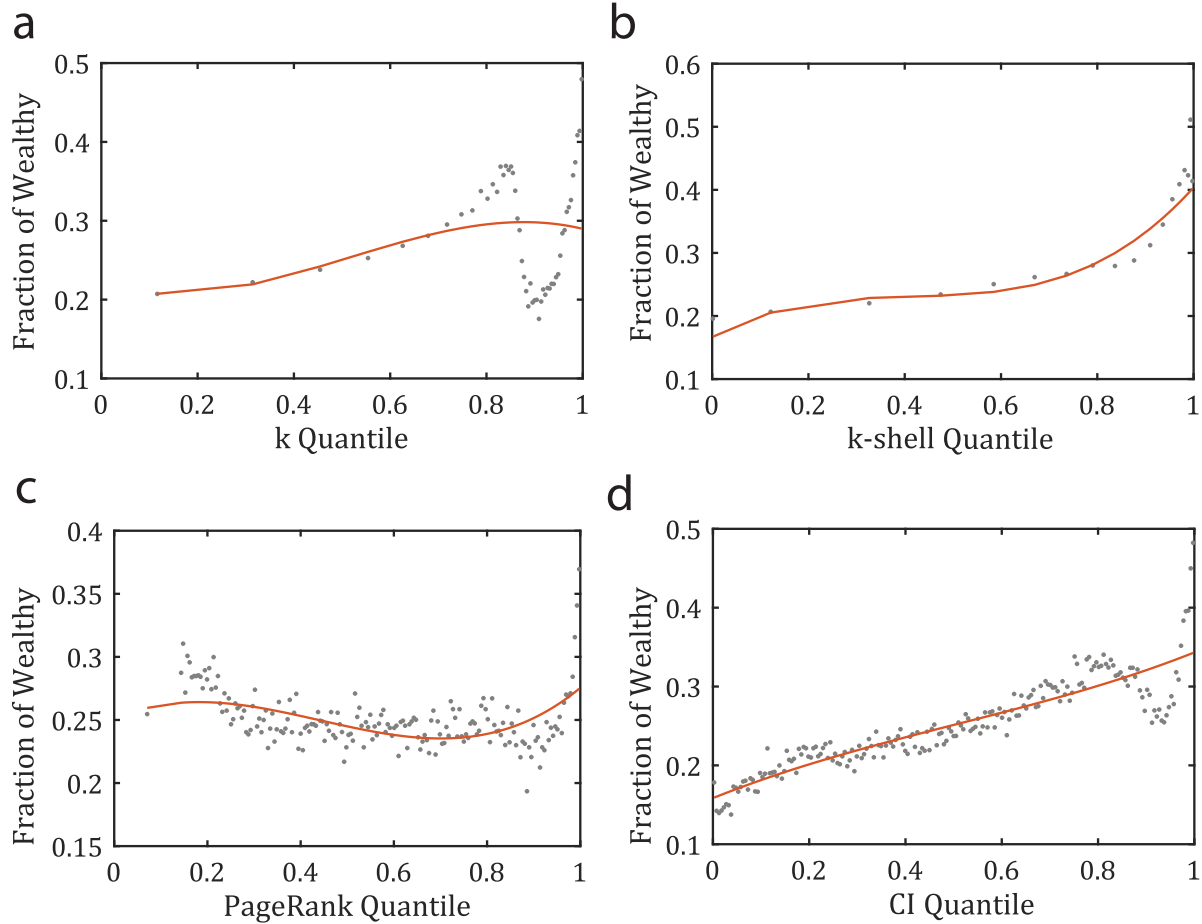 a
0.5
0.4
0.3
0.2
0.1
Fraction of Wealthy
0 0.2 0.4 0.6 0.8 1
k Quantile
b
0.6
0.5
0.4
0.3
0.2
0.1
Fraction of Wealthy
0 0.2 0.4 0.6 0.8 1
k-shell Quantile
c
0.4
0.35
0.3
0.25
0.2
0.15
Fraction of Wealthy
0 0.2 0.4 0.6 0.8 1
PageRank Quantile
d
0.5
0.4
0.3
0.2
0.1
Fraction of Wealthy
0 0.2 0.4 0.6 0.8 1
CI Quantile